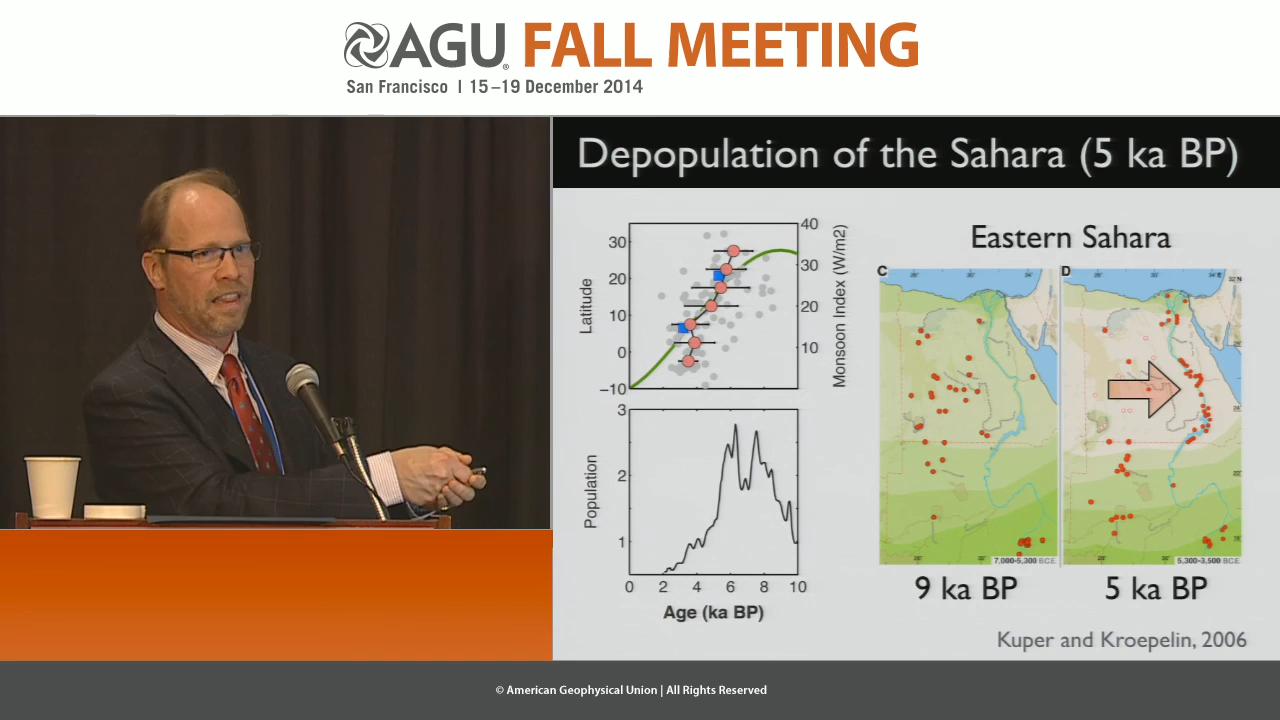 AGU® FALL MEETING
San Francisco | 15–19 December 2014
Depopulation of the Sahara (5 ka BP)
Latitude
30
20
10
0
−10
40
30
20
10
Monsoon Index (W/m2)
Population
3
2
1
0 2 4 6 8 10
Age (ka BP)
Eastern Sahara
C
D
7,000-5,300 BCE
5,300-3,500 BCE
9 ka BP
5 ka BP
Kuper and Kroepelin, 2006
© American Geophysical Union | All Rights Reserved